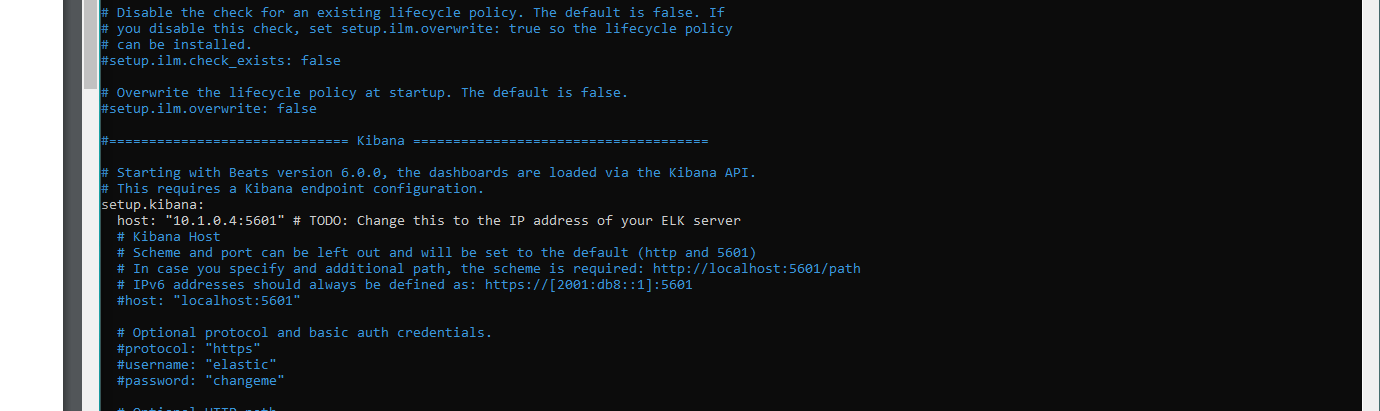 # Disable the check for an existing lifecycle policy. The default is false. If
# you disable this check, set setup.ilm.overwrite: true so the lifecycle policy
# can be installed.
#setup.ilm.check_exists: false
# Overwrite the lifecycle policy at startup. The default is false.
#setup.ilm.overwrite: false
#============================== Kibana =====================================
# Starting with Beats version 6.0.0, the dashboards are loaded via the Kibana API.
# This requires a Kibana endpoint configuration.
setup.kibana:
  host: "10.1.0.4:5601" # TODO: Change this to the IP address of your ELK server
  # Kibana Host
  # Scheme and port can be left out and will be set to the default (http and 5601)
  # In case you specify and additional path, the scheme is required: http://localhost:5601/path
  # IPv6 addresses should always be defined as: https://[2001:db8::1]:5601
  #host: "localhost:5601"
  # Optional protocol and basic auth credentials.
  #protocol: "https"
  #username: "elastic"
  #password: "changeme"
  # Optional HTTP path